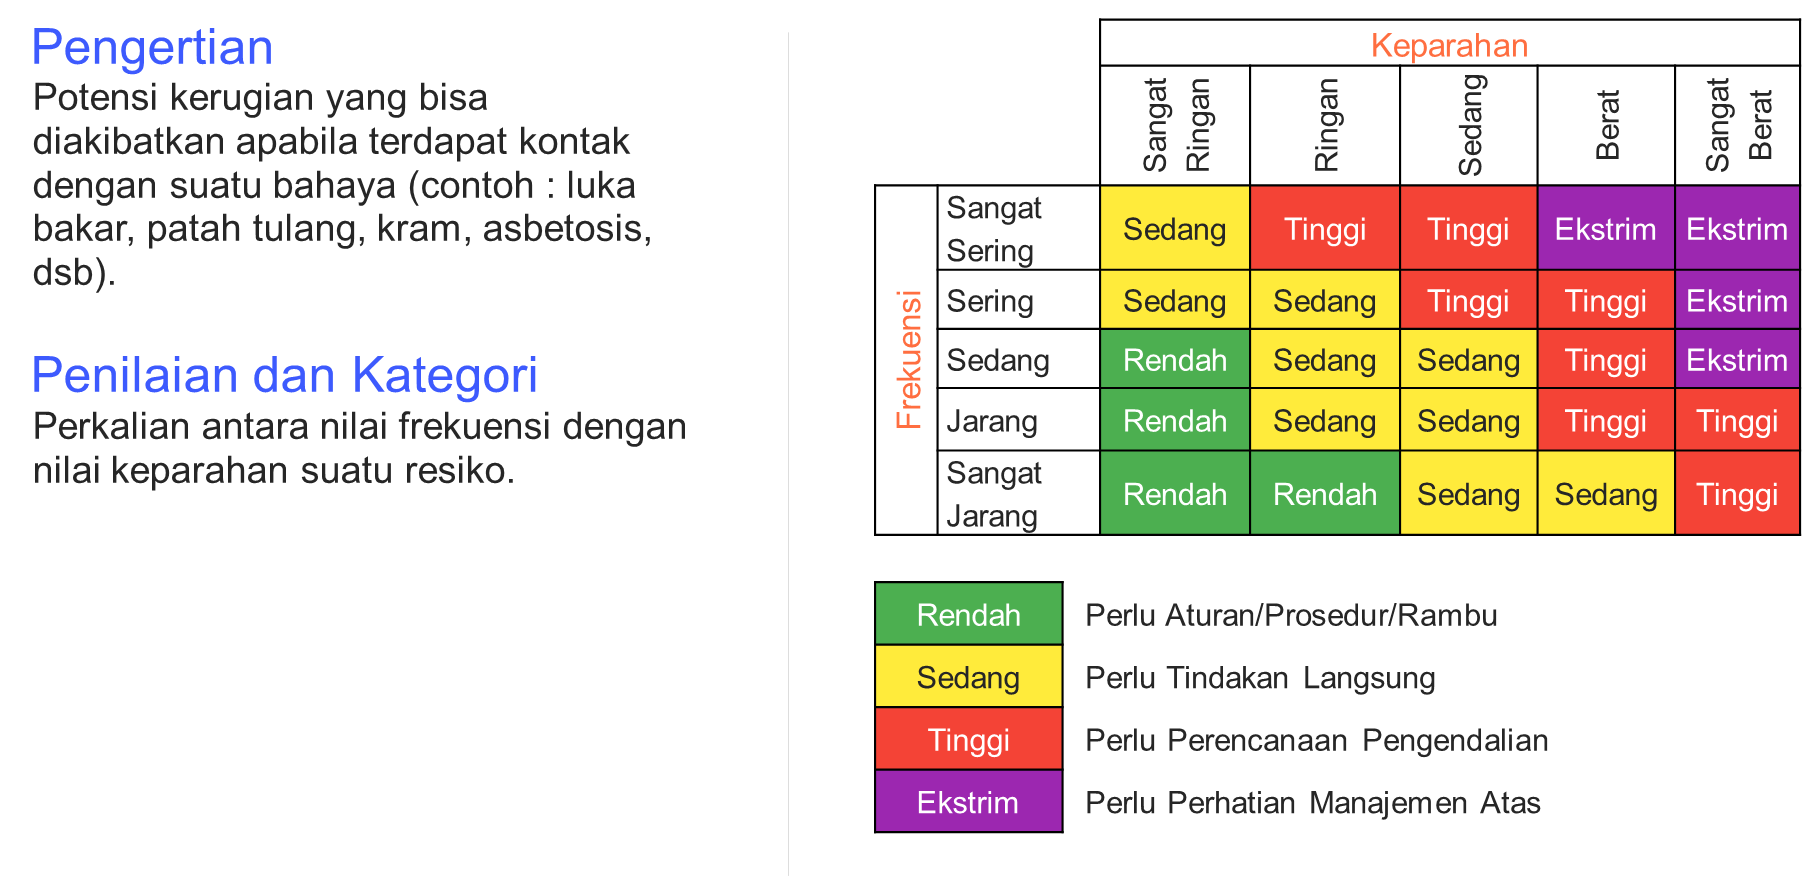 Pengertian
Potensi kerugian yang bisa
diakibatkan apabila terdapat kontak
dengan suatu bahaya (contoh : luka
bakar, patah tulang, kram, asbetosis,
dsb).
Penilaian dan Kategori
Perkalian antara nilai frekuensi dengan
nilai keparahan suatu resiko.
Keparahan
Sangat
Ringan
Ringan
Sedang
Berat
Sangat
Berat
Frekuensi
Sangat
Sering
Sedang Tinggi Tinggi Ekstrim Ekstrim
Sering Sedang Sedang Tinggi Tinggi Ekstrim
Sedang Rendah Sedang Sedang Tinggi Ekstrim
Jarang Rendah Sedang Sedang Tinggi Tinggi
Sangat
Jarang
Rendah Rendah Sedang Sedang Tinggi
Rendah Perlu Aturan/Prosedur/Rambu
Sedang Perlu Tindakan Langsung
Tinggi Perlu Perencanaan Pengendalian
Ekstrim Perlu Perhatian Manajemen Atas